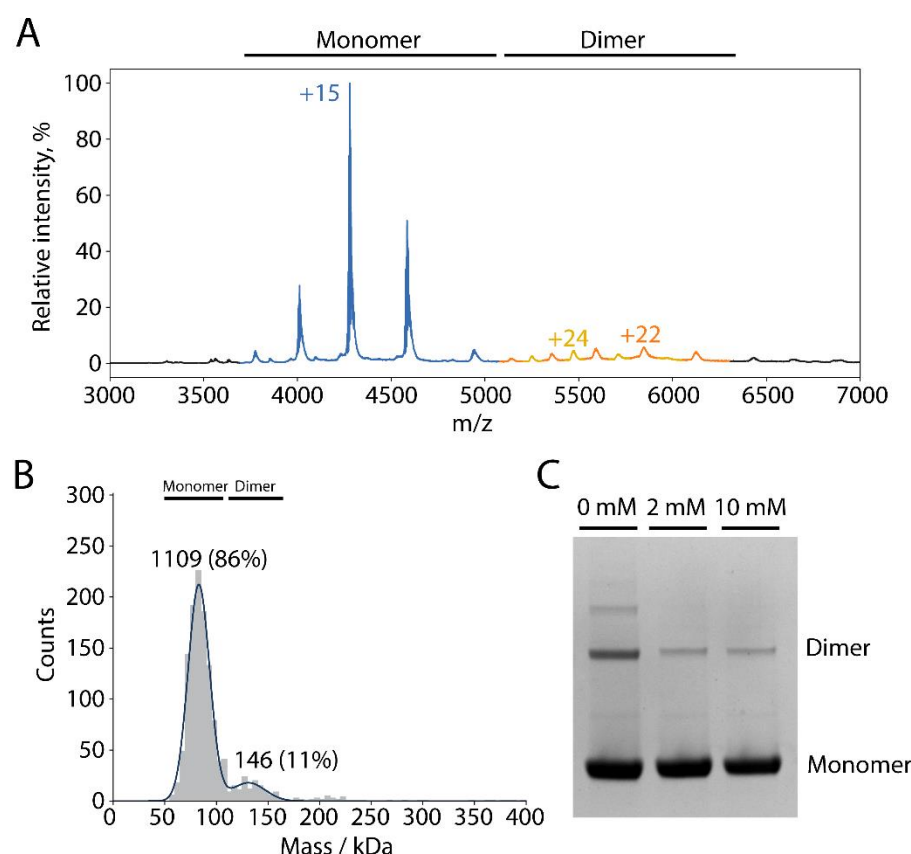 A
Monomer Dimer
Relative intensity, %
100
80
60
40
20
0
+15
+24
+22
3000 3500 4000 4500 5000 5500 6000 6500 7000
m/z
B
Monomer Dimer
Counts
300
250
200
150
100
50
0
1109 (86%)
146 (11%)
0 50 100 150 200 250 300 350 400
Mass / kDa
C
0 mM 2 mM 10 mM
Dimer
Monomer